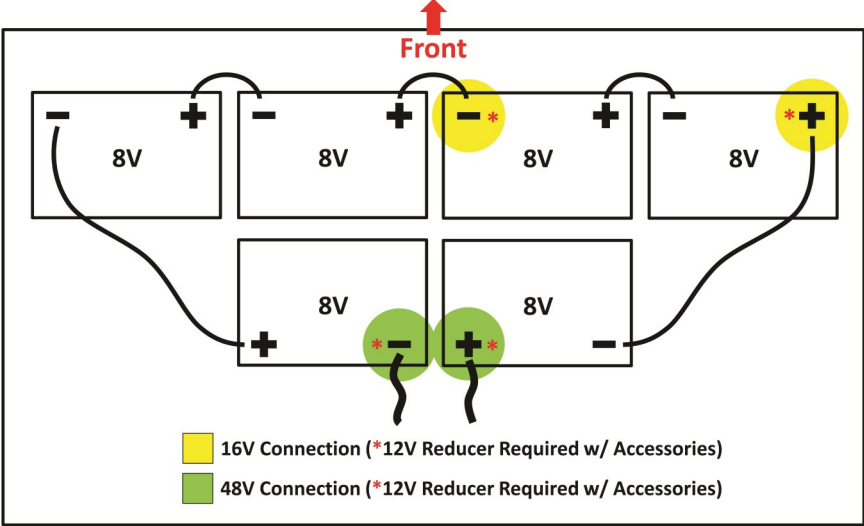 Front
− + − + − * + − * +
8V 8V 8V 8V
8V 8V
+ * − + * −
16V Connection (*12V Reducer Required w/ Accessories)
48V Connection (*12V Reducer Required w/ Accessories)